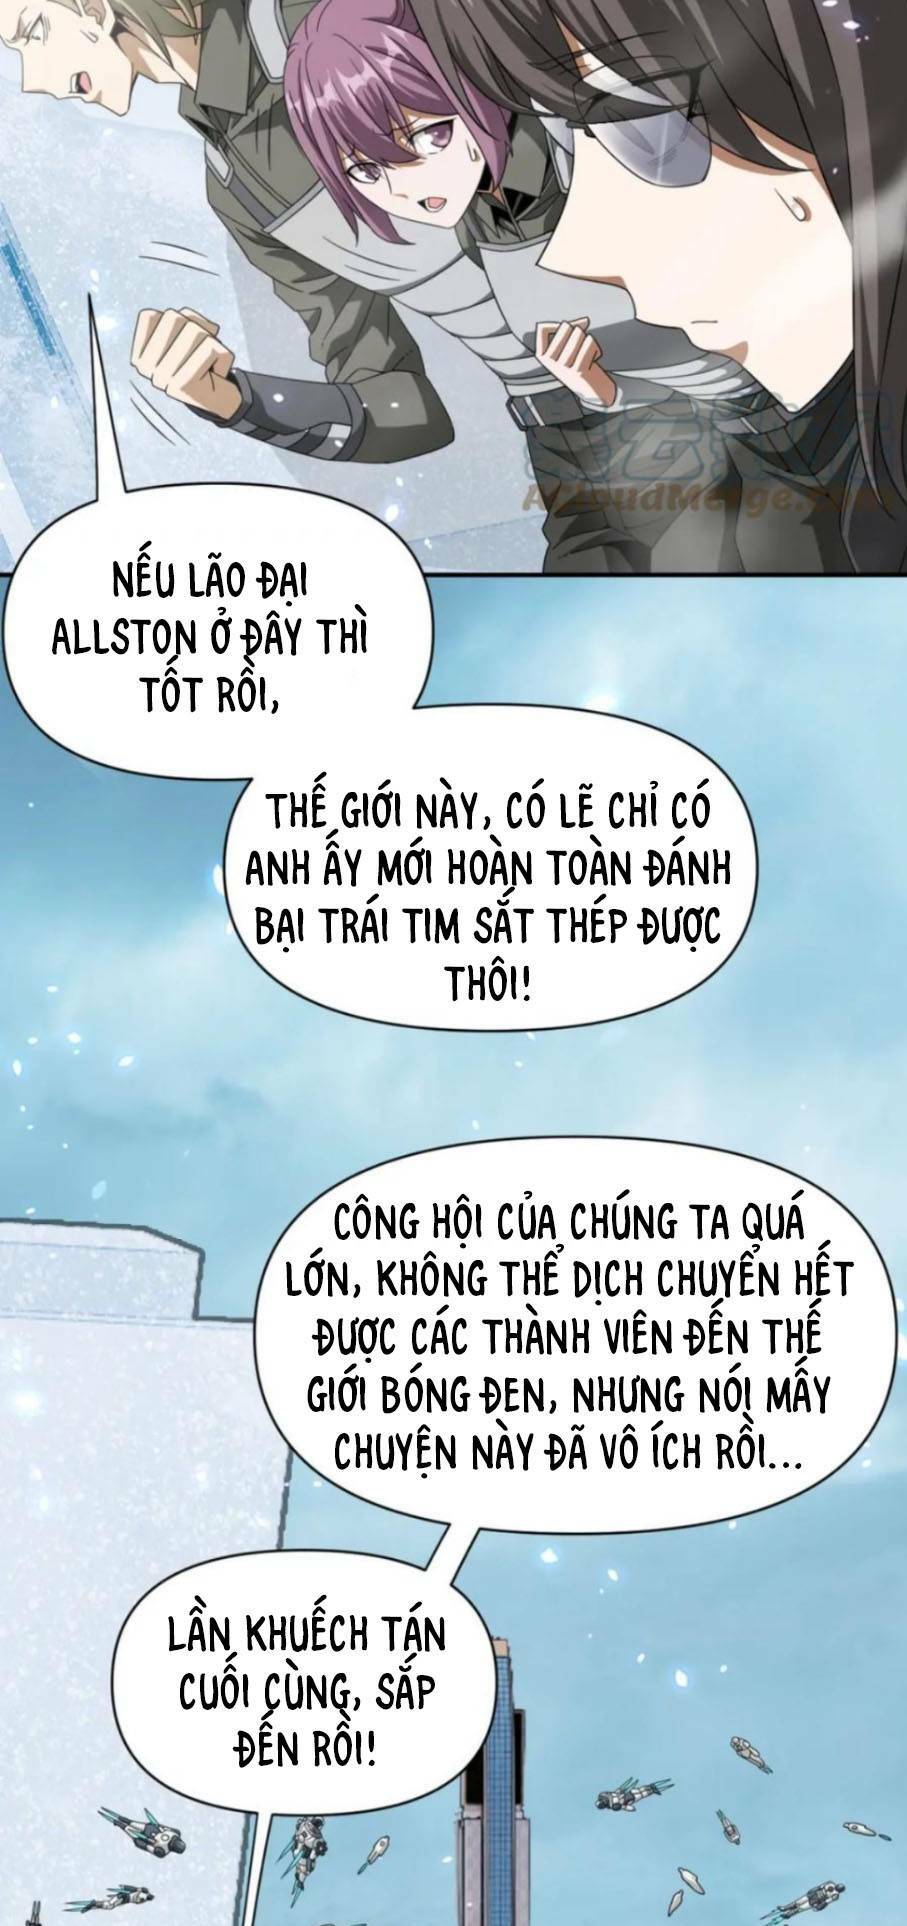 ACloudMerge.com
NẾU LÃO ĐẠI
ALLSTON Ở ĐÂY THÌ
TỐT RỒI,
THẾ GIỚI NÀY, CÓ LẼ CHỈ CÓ
ANH ẤY MỚI HOÀN TOÀN ĐÁNH
BẠI TRÁI TIM SẮT THÉP ĐƯỢC
THÔI!
CÔNG HỘI CỦA CHÚNG TA QUÁ
LỚN, KHÔNG THỂ DỊCH CHUYỂN HẾT
ĐƯỢC CÁC THÀNH VIÊN ĐẾN THẾ
GIỚI BÓNG ĐEN, NHƯNG NÓI MẤY
CHUYỆN NÀY ĐÃ VÔ ÍCH RỒI...
LẦN KHUẾCH TÁN
CUỐI CÙNG, SẮP
ĐẾN RỒI!